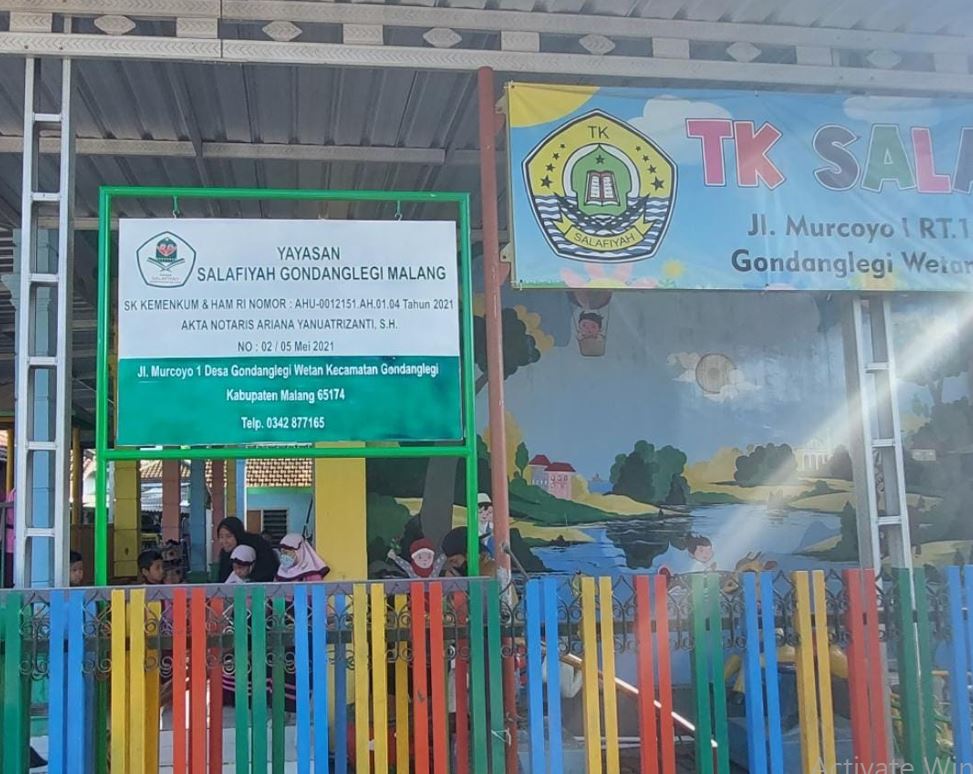 YAYASAN
SALAFIYAH GONDANGLEGI MALANG
SK KEMENKUM & HAM RI NOMOR : AHU-0012151.AH.01.04 Tahun 2021
AKTA NOTARIS ARIANA YANUATRIZANTI, S.H.
NO : 02 / 05 Mei 2021
Jl. Murcoyo 1 Desa Gondanglegi Wetan Kecamatan Gondanglegi
Kabupaten Malang 65174
Telp. 0342 877165
TK
SALAFIYAH
TK SALA
Jl. Murcoyo I RT.1
Gondanglegi Wetan
Activate Win